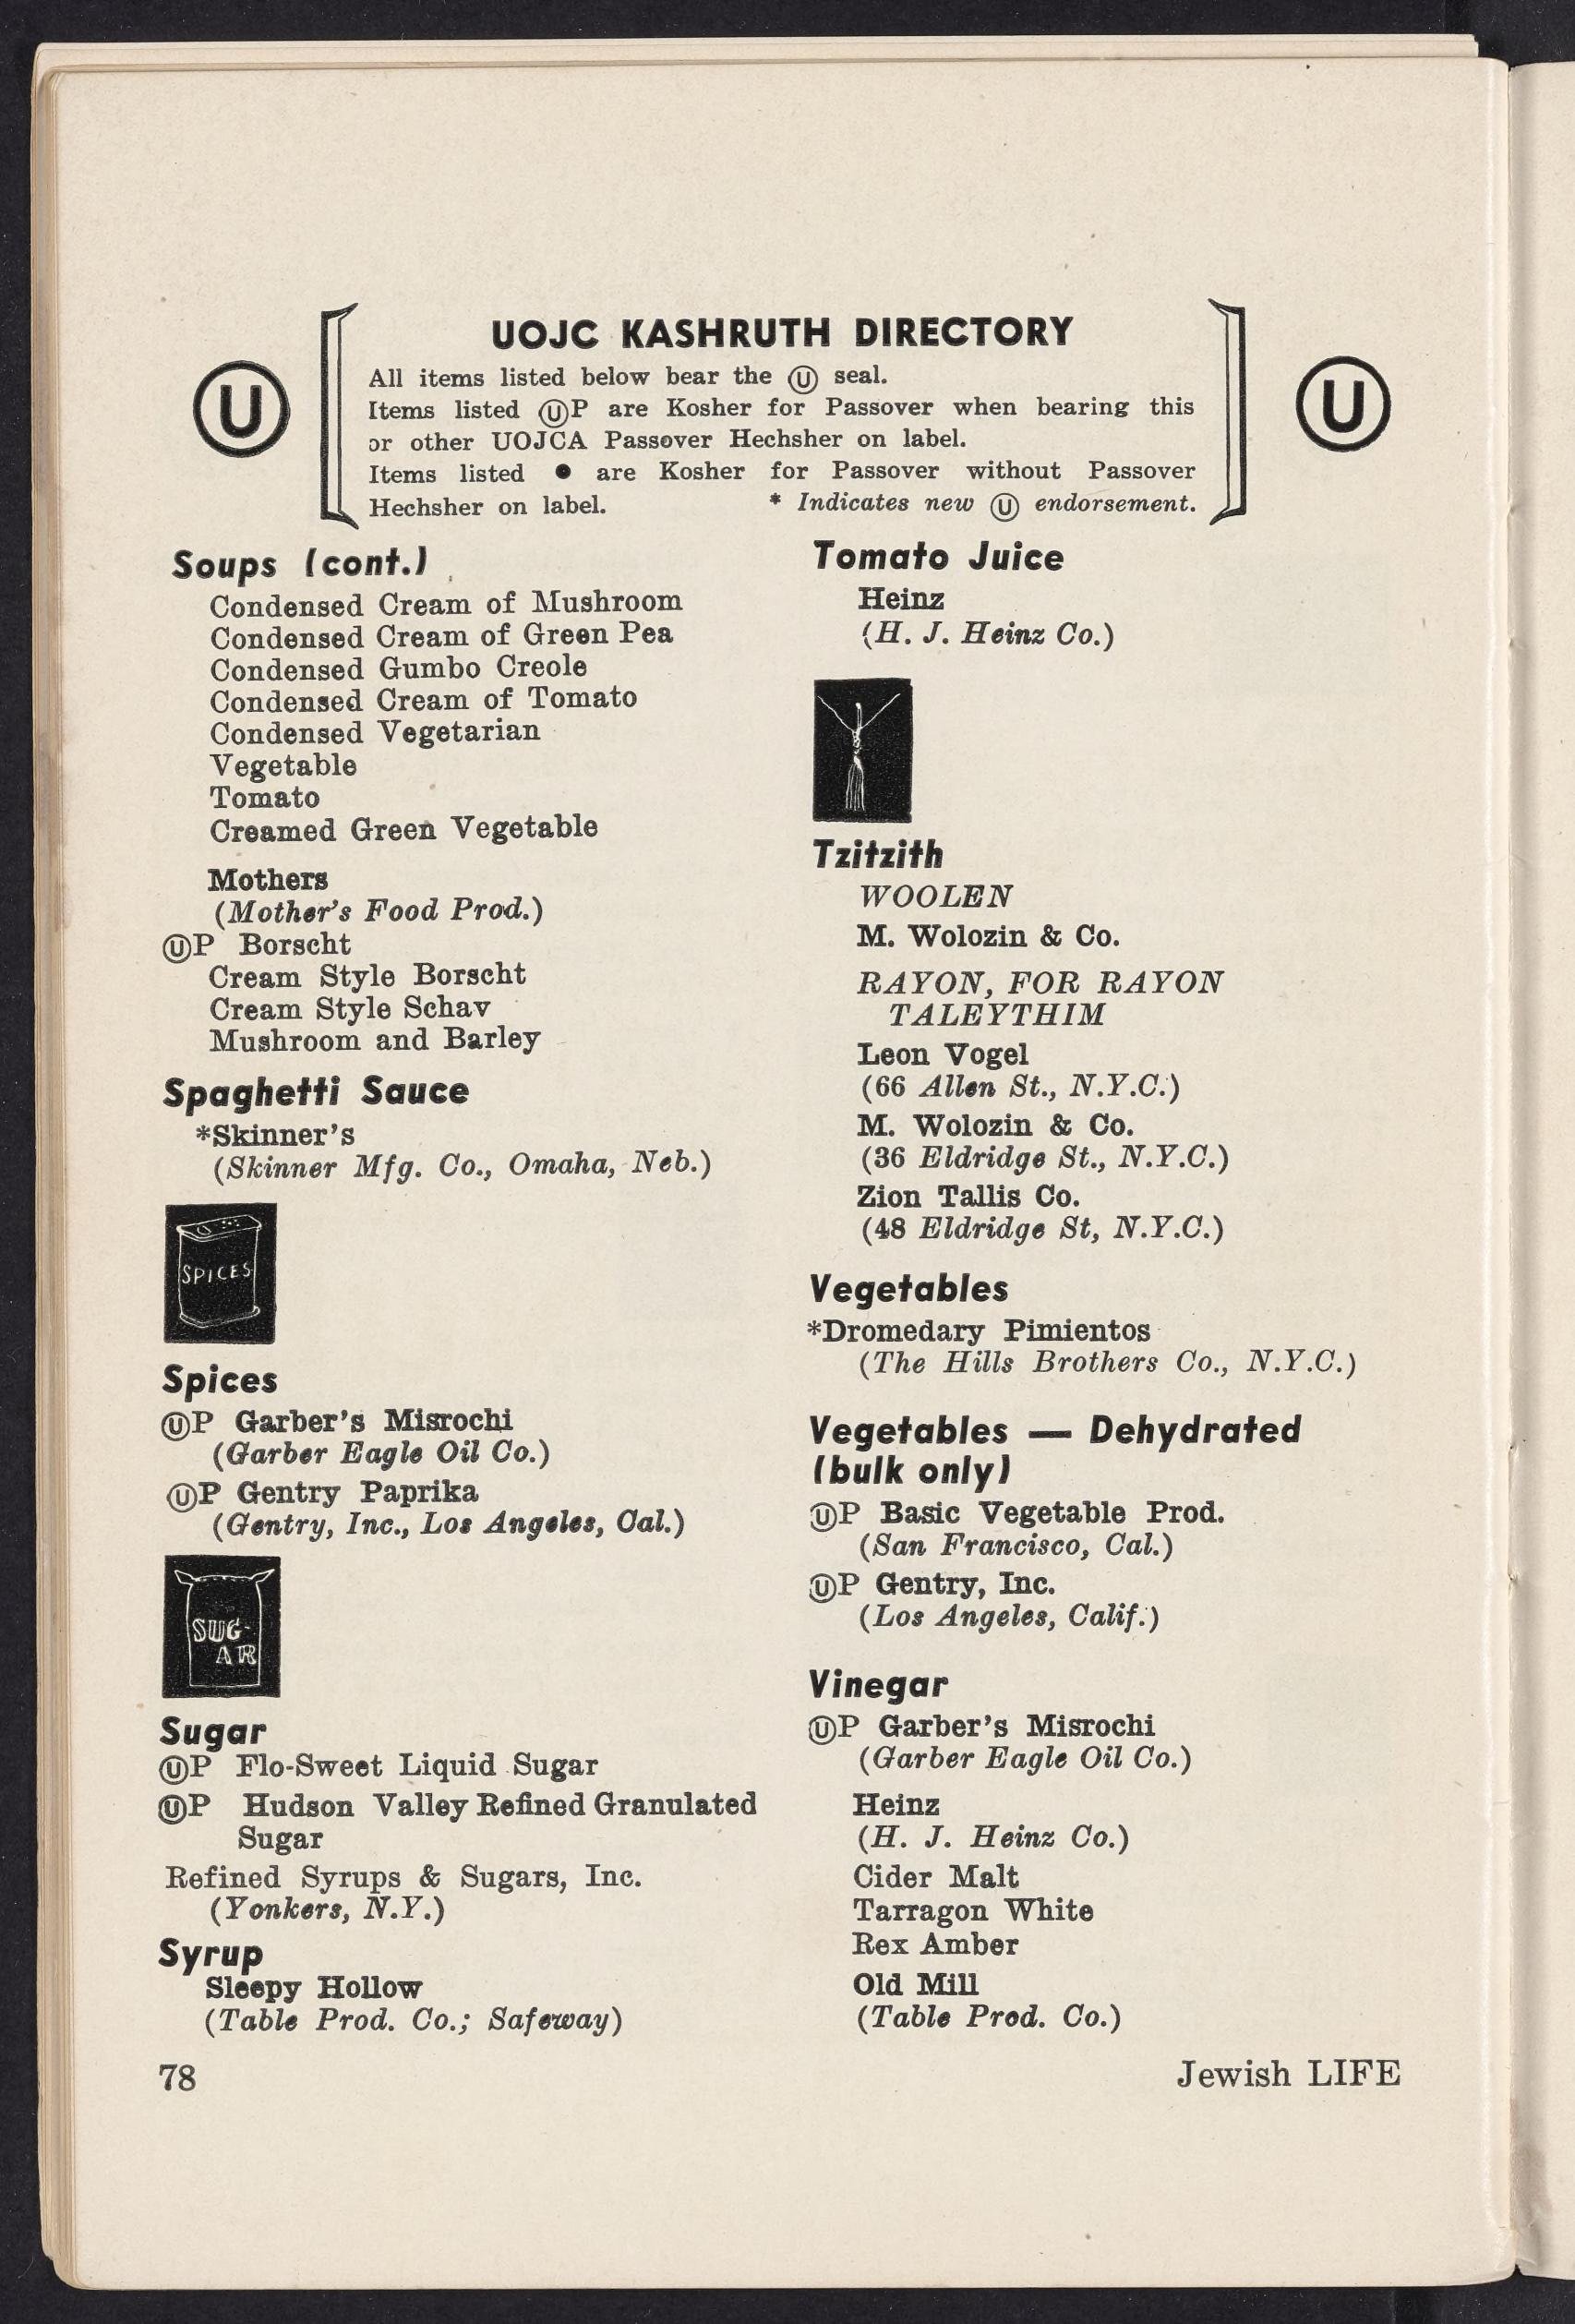 UOJC KASHRUTH DIRECTORY
Ⓤ
All items listed below bear the Ⓤ seal.
Items listed ⓊP are Kosher for Passover when bearing this
or other UOJCA Passover Hechsher on label.
Items listed ● are Kosher for Passover without Passover
Hechsher on label. * Indicates new Ⓤ endorsement.
Ⓤ
Soups (cont.)
Condensed Cream of Mushroom
Condensed Cream of Green Pea
Condensed Gumbo Creole
Condensed Cream of Tomato
Condensed Vegetarian
Vegetable
Tomato
Creamed Green Vegetable
Mothers
(Mother's Food Prod.)
ⓊP Borscht
Cream Style Borscht
Cream Style Schav
Mushroom and Barley
Spaghetti Sauce
*Skinner's
(Skinner Mfg. Co., Omaha, Neb.)
SPICES
Spices
ⓊP Garber's Misrochi
(Garber Eagle Oil Co.)
ⓊP Gentry Paprika
(Gentry, Inc., Los Angeles, Cal.)
SUG-
AR
Sugar
ⓊP Flo-Sweet Liquid Sugar
ⓊP Hudson Valley Refined Granulated
Sugar
Refined Syrups & Sugars, Inc.
(Yonkers, N.Y.)
Syrup
Sleepy Hollow
(Table Prod. Co.; Safeway)
Tomato Juice
Heinz
(H. J. Heinz Co.)
Tzitzith
WOOLEN
M. Wolozin & Co.
RAYON, FOR RAYON
TALEYTHIM
Leon Vogel
(66 Allen St., N.Y.C.)
M. Wolozin & Co.
(36 Eldridge St., N.Y.C.)
Zion Tallis Co.
(48 Eldridge St, N.Y.C.)
Vegetables
*Dromedary Pimientos
(The Hills Brothers Co., N.Y.C.)
Vegetables — Dehydrated
(bulk only)
ⓊP Basic Vegetable Prod.
(San Francisco, Cal.)
ⓊP Gentry, Inc.
(Los Angeles, Calif.)
Vinegar
ⓊP Garber's Misrochi
(Garber Eagle Oil Co.)
Heinz
(H. J. Heinz Co.)
Cider Malt
Tarragon White
Rex Amber
Old Mill
(Table Prod. Co.)
78
Jewish LIFE